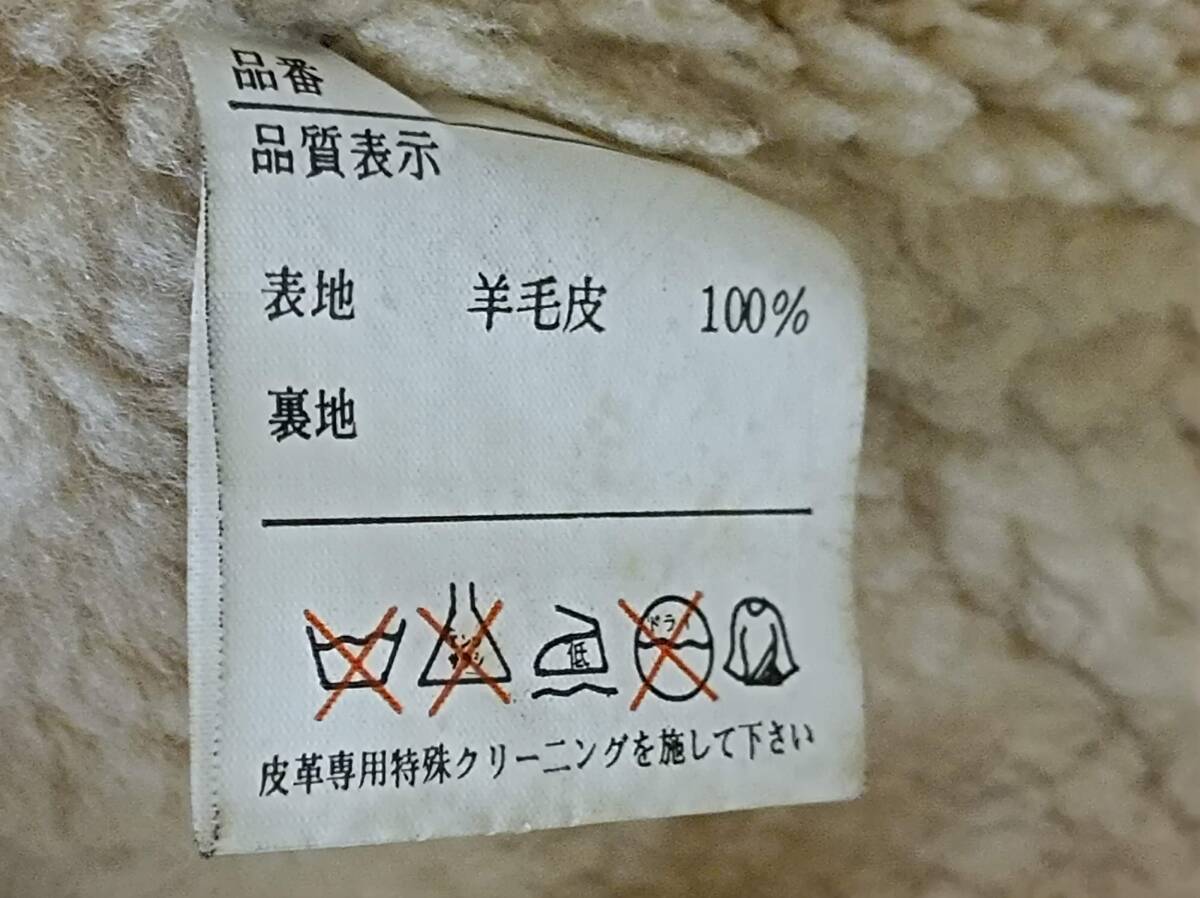 品番
品質表示
表地 羊毛皮 100%
裏地
低
ドライ
皮革専用特殊クリーニングを施して下さい